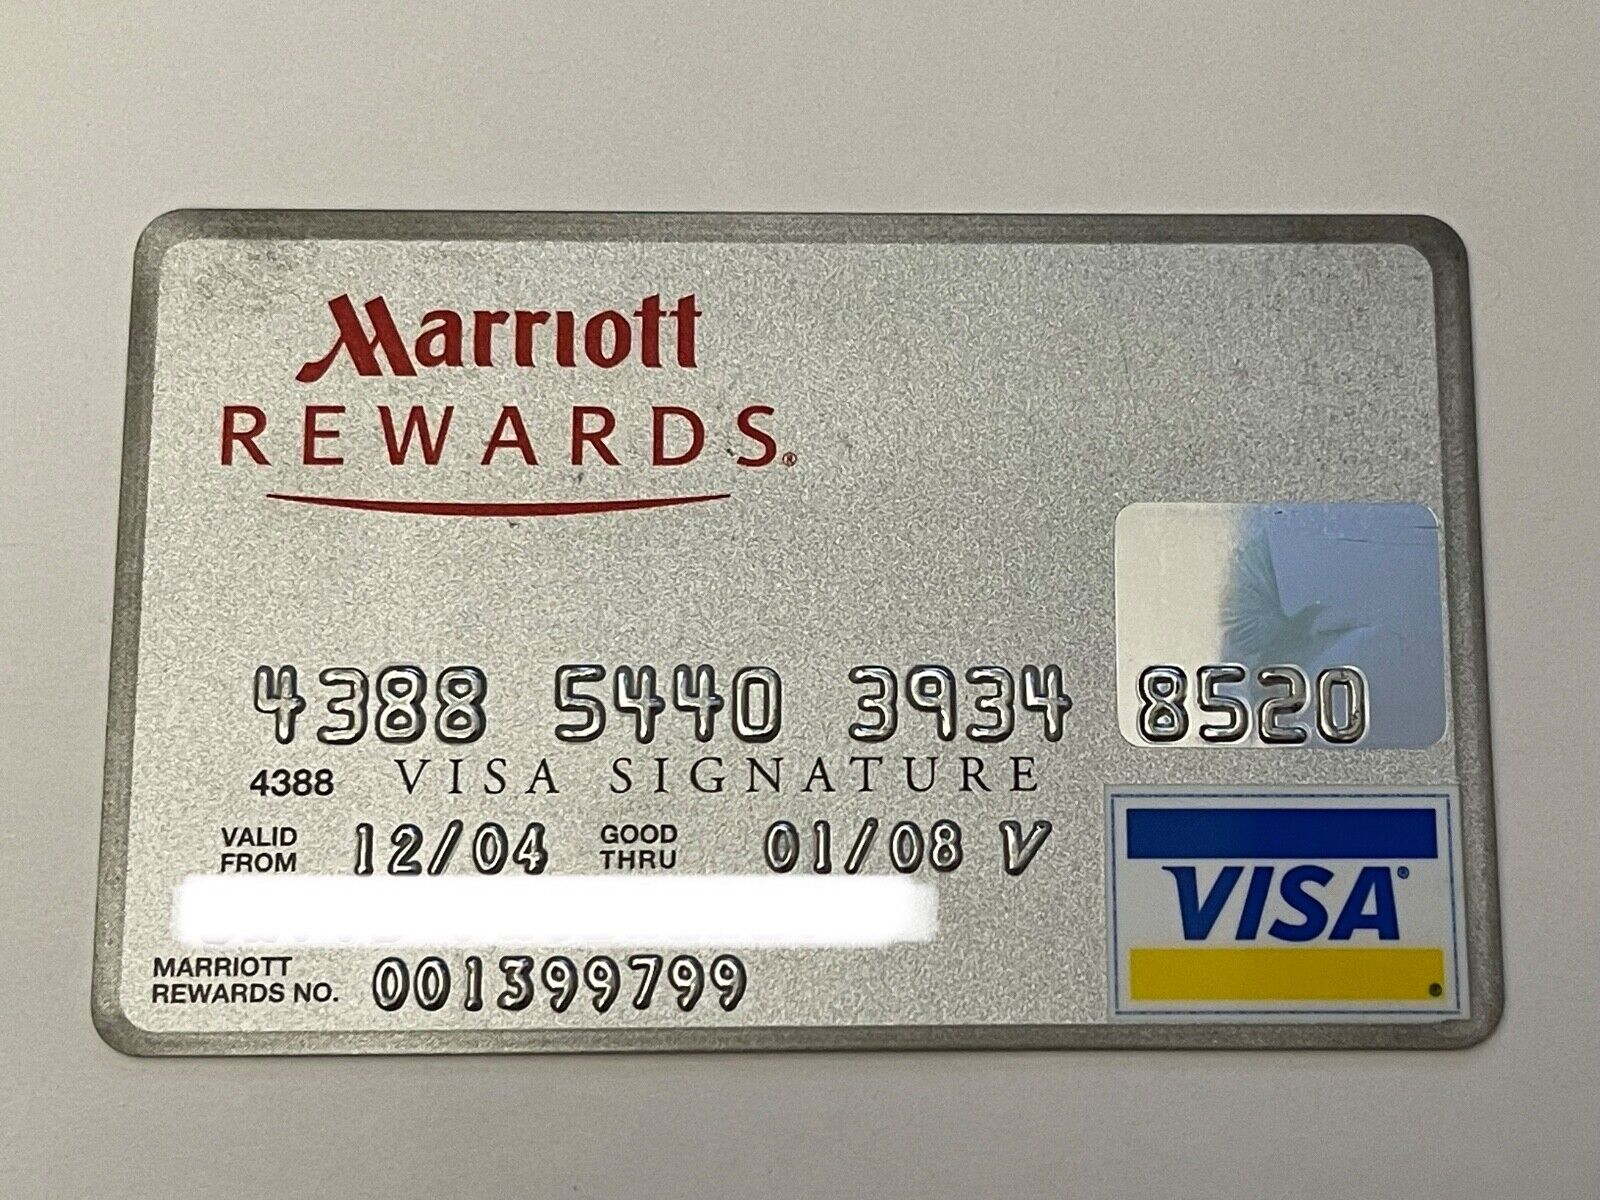 Marriott
REWARDS®
4388 5440 3934 8520
4388 VISA SIGNATURE
VALID FROM 12/04 GOOD THRU 01/08 V
MARRIOTT REWARDS NO. 001399799
VISA®